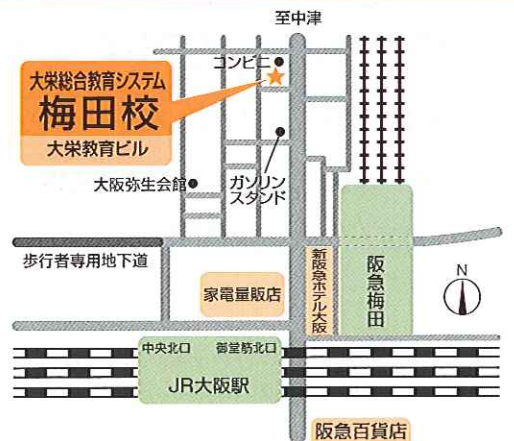 至中津
コンビニ
大栄総合教育システム
梅田校
大栄教育ビル
大阪弥生会館
ガソリン
スタンド
歩行者専用地下道
家電量販店
新阪急ホテル大阪
阪急梅田
N
中央北口
御堂筋北口
JR大阪駅
阪急百貨店